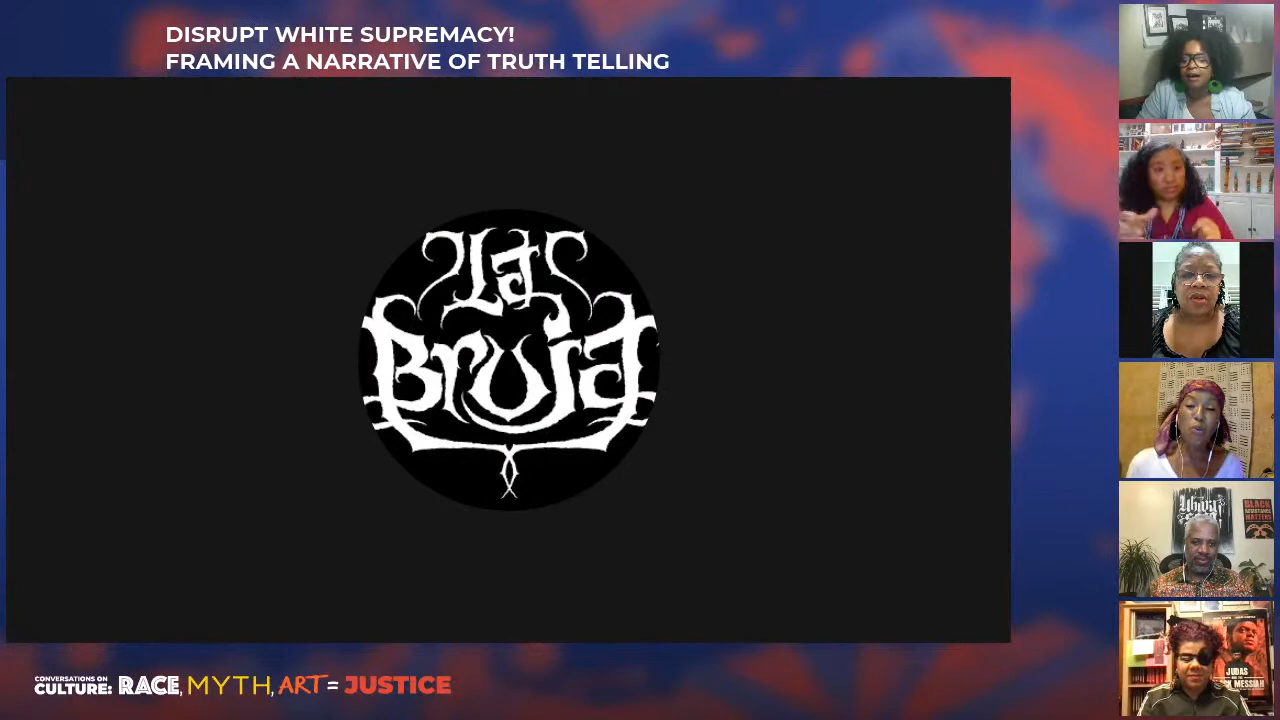 DISRUPT WHITE SUPREMACY!
FRAMING A NARRATIVE OF TRUTH TELLING
La
Bruja
BLACK
RESISTANCE
MATTERS
JUDAS
MESSIAH
CONVERSATIONS ON
CULTURE: RACE, MYTH, ART = JUSTICE